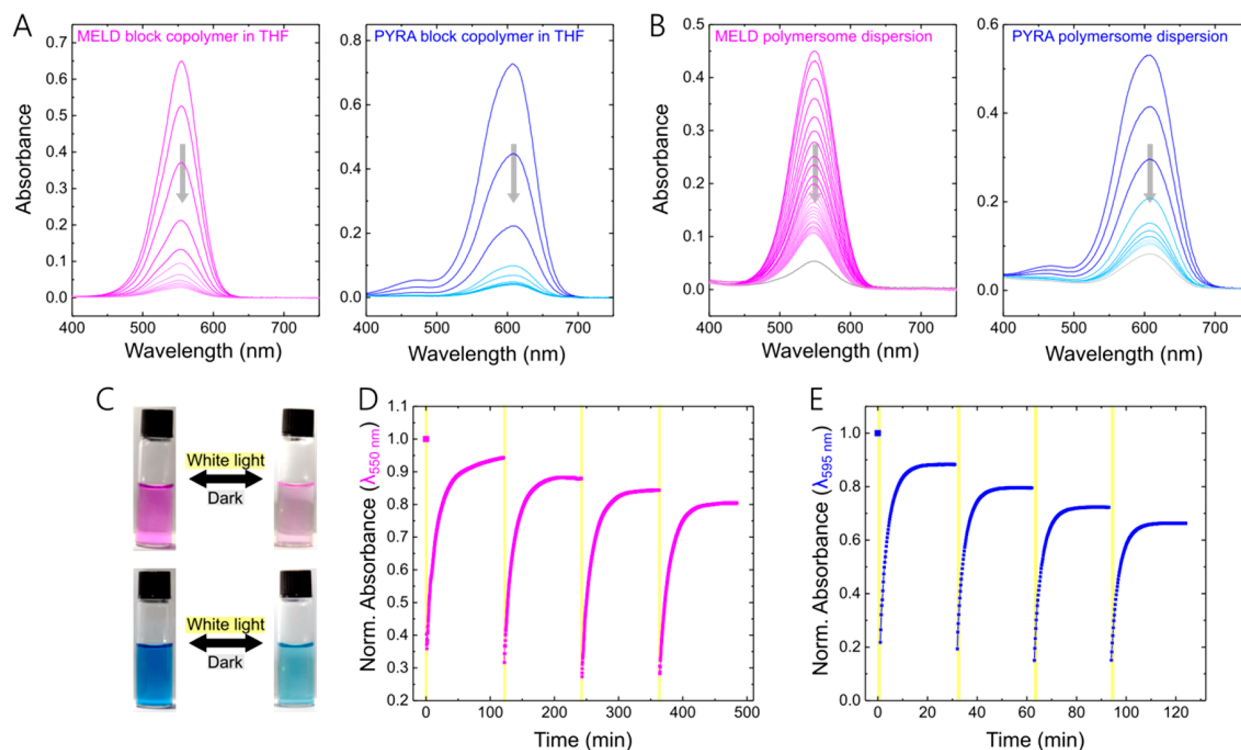 A
MELD block copolymer in THF
Absorbance
0.7
0.6
0.5
0.4
0.3
0.2
0.1
0.0
400 500 600 700
Wavelength (nm)
PYRA block copolymer in THF
0.8
0.6
0.4
0.2
0.0
400 500 600 700
Wavelength (nm)
B
MELD polymersome dispersion
Absorbance
0.5
0.4
0.3
0.2
0.1
0.0
400 500 600 700
Wavelength (nm)
PYRA polymersome dispersion
0.6
0.4
0.2
0.0
400 500 600 700
Wavelength (nm)
C
White light
Dark
White light
Dark
D
Norm. Absorbance (λ550 nm)
1.1
1.0
0.9
0.8
0.7
0.6
0.5
0.4
0.3
0.2
0 100 200 300 400 500
Time (min)
E
Norm. Absorbance (λ595 nm)
1.0
0.8
0.6
0.4
0.2
0.0
0 20 40 60 80 100 120
Time (min)